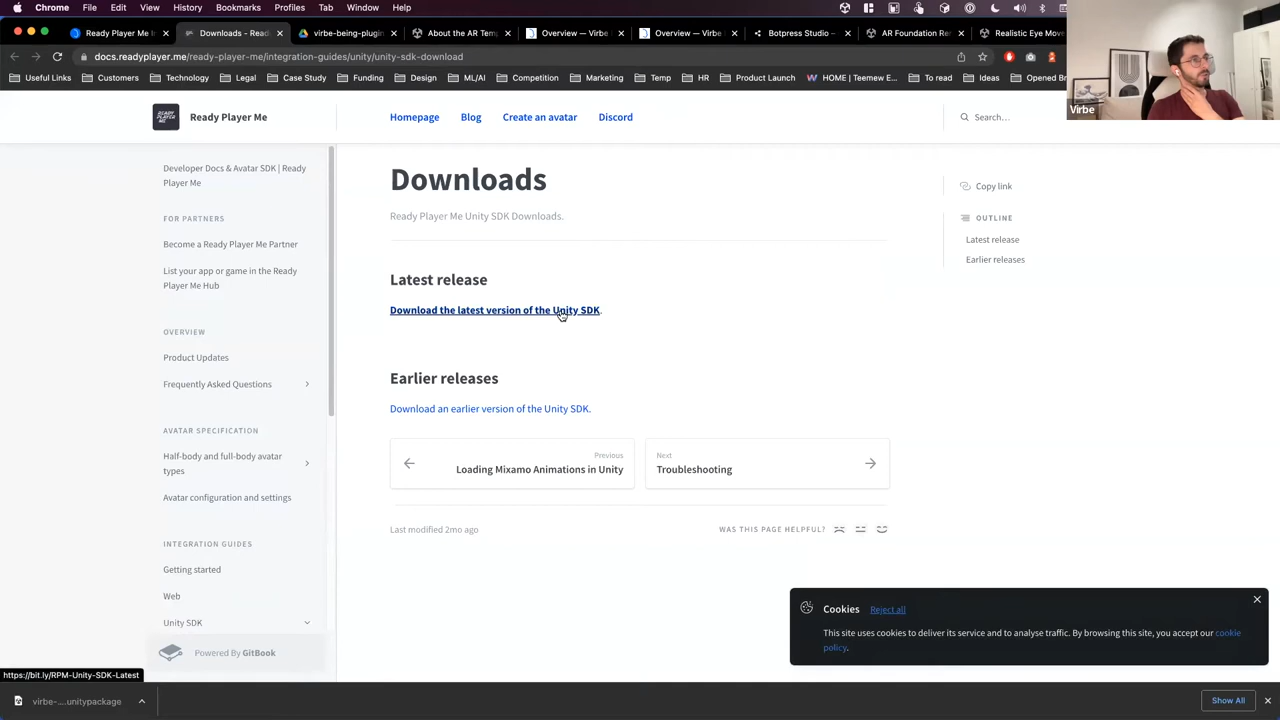 Chrome File Edit View History Bookmarks Profiles Tab Window Help
Ready Player Me In
Downloads - Read
virbe-being-plugin
About the AR Temp
Overview – Virbe
Overview – Virbe
Botpress Studio –
AR Foundation Re
Realistic Eye Move
docs.readyplayer.me/ready-player-me/integration-guides/unity/unity-sdk-download
Useful Links
Customers
Technology
Legal
Case Study
Funding
Design
ML/AI
Competition
Marketing
Temp
HR
Product Launch
HOME | Teemew E...
To read
Ideas
Opened Br
Virbe
Ready Player Me
Homepage
Blog
Create an avatar
Discord
Search…
Developer Docs & Avatar SDK | Ready
Player Me
FOR PARTNERS
Become a Ready Player Me Partner
List your app or game in the Ready
Player Me Hub
OVERVIEW
Product Updates
Frequently Asked Questions
AVATAR SPECIFICATION
Half-body and full-body avatar
types
Avatar configuration and settings
INTEGRATION GUIDES
Getting started
Web
Unity SDK
Powered By GitBook
Downloads
Ready Player Me Unity SDK Downloads.
Latest release
Download the latest version of the Unity SDK.
Earlier releases
Download an earlier version of the Unity SDK.
Previous
Loading Mixamo Animations in Unity
Next
Troubleshooting
Last modified 2mo ago
WAS THIS PAGE HELPFUL?
Copy link
OUTLINE
Latest release
Earlier releases
Cookies Reject all
This site uses cookies to deliver its service and to analyse traffic. By browsing this site, you accept our cookie
policy.
https://bit.ly/RPM-Unity-SDK-Latest
virbe-....unitypackage
Show All